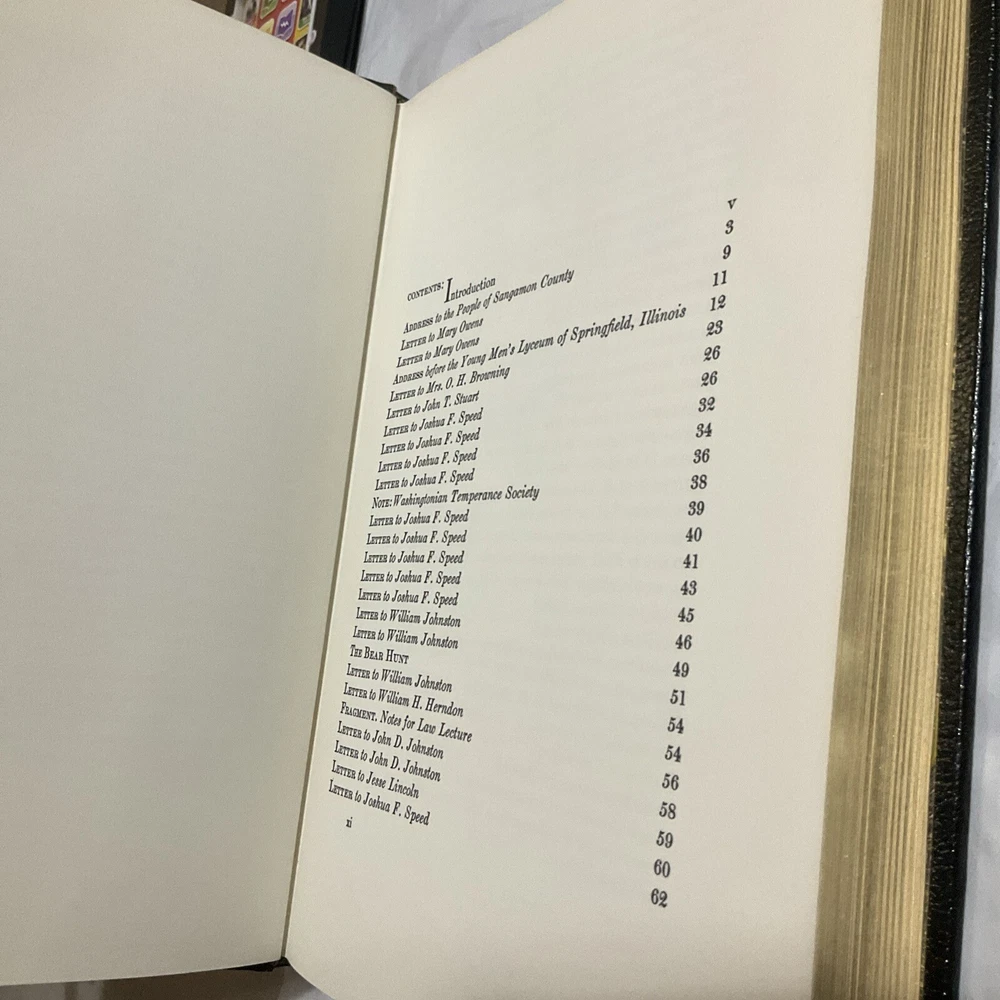 CONTENTS: Introduction v
ADDRESS to the People of Sangamon County 3
LETTER to Mary Owens 9
LETTER to Mary Owens 11
ADDRESS before the Young Men's Lyceum of Springfield, Illinois 12
LETTER to Mrs. O. H. Browning 23
LETTER to John T. Stuart 26
LETTER to Joshua F. Speed 26
LETTER to Joshua F. Speed 32
LETTER to Joshua F. Speed 34
LETTER to Joshua F. Speed 36
NOTE: Washingtonian Temperance Society 38
LETTER to Joshua F. Speed 39
LETTER to Joshua F. Speed 40
LETTER to Joshua F. Speed 41
LETTER to Joshua F. Speed 43
LETTER to Joshua F. Speed 45
LETTER to William Johnston 46
LETTER to William Johnston 49
THE BEAR HUNT 51
LETTER to William Johnston 54
LETTER to William H. Herndon 54
FRAGMENT. Notes for Law Lecture 56
LETTER to John D. Johnston 58
LETTER to John D. Johnston 59
LETTER to Jesse Lincoln 60
LETTER to Joshua F. Speed 62
xi